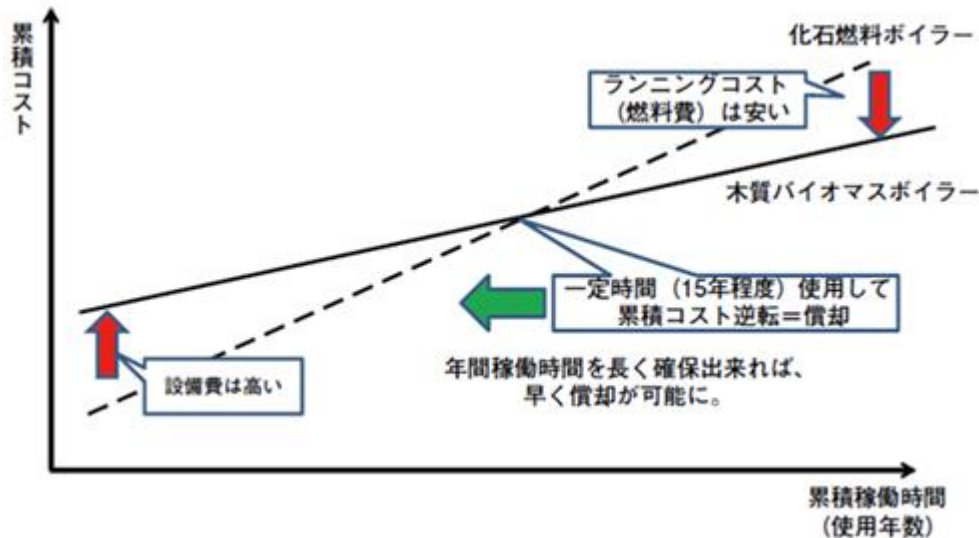 累積コスト
化石燃料ボイラー
ランニングコスト
(燃料費)は安い
木質バイオマスボイラー
一定時間(15年程度)使用して
累積コスト逆転=償却
設備費は高い
年間稼働時間を長く確保出来れば、
早く償却が可能に。
累積稼働時間
(使用年数)